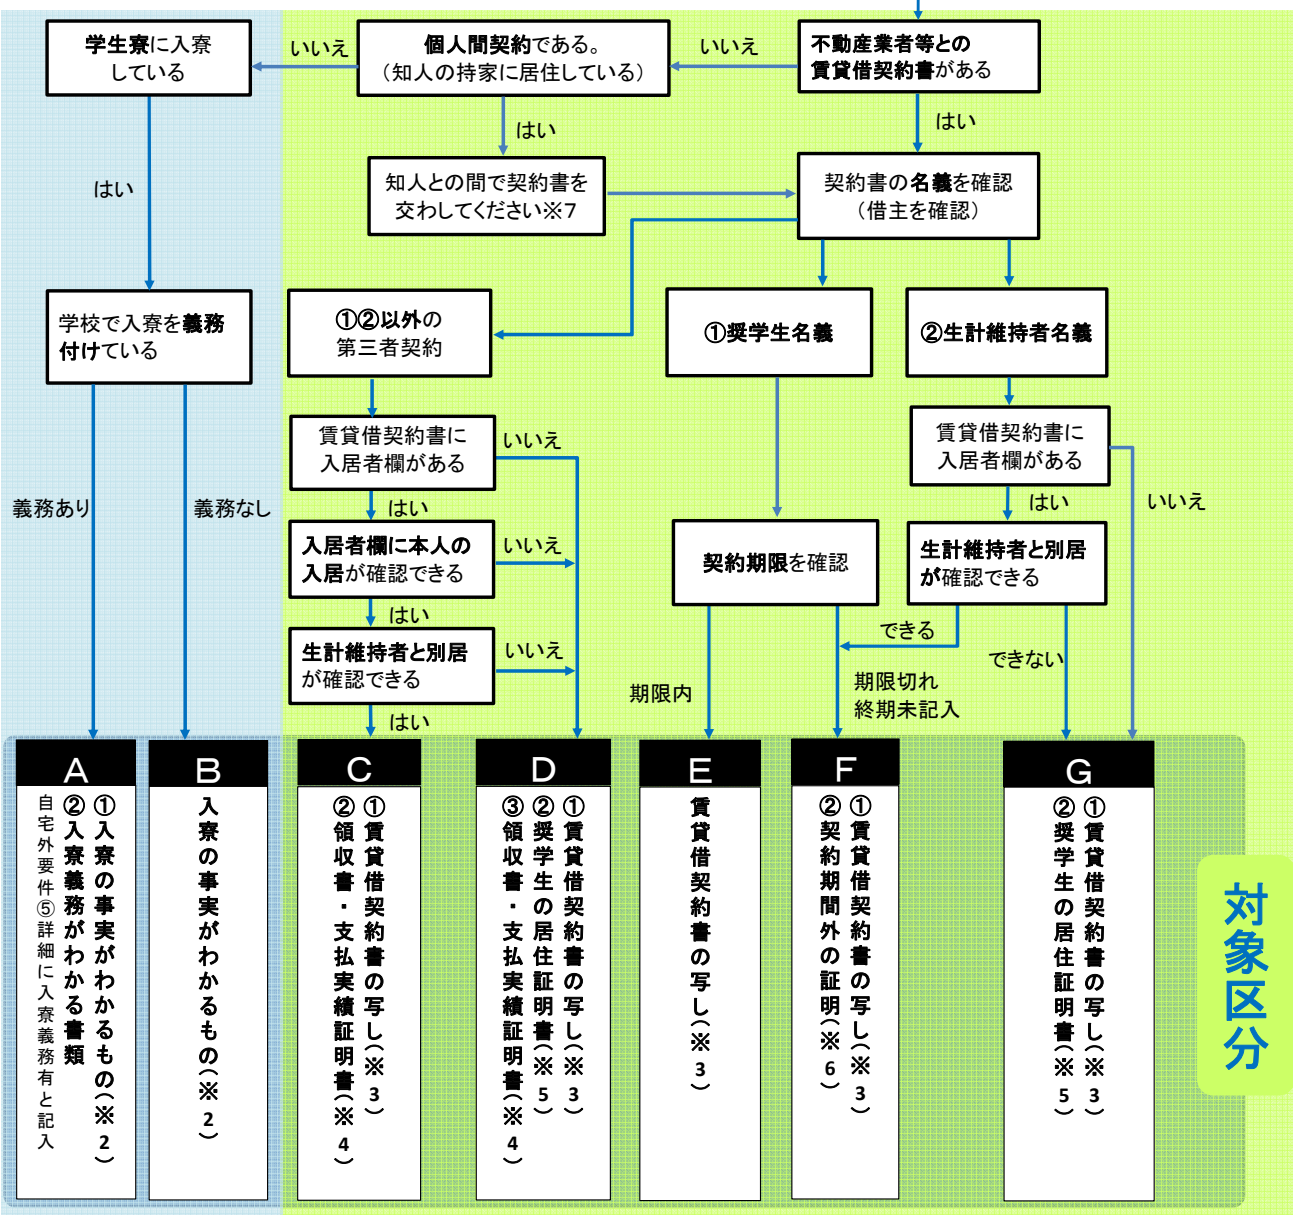 学生寮に入寮
している
いいえ
個人間契約である。
（知人の持家に居住している）
いいえ
不動産業者等との
賃貸借契約書がある
はい
はい
はい
知人との間で契約書を
交わしてください※７
契約書の名義を確認
（借主を確認）
学校で入寮を義務
付けている
①②以外の
第三者契約
①奨学生名義
②生計維持者名義
賃貸借契約書に
入居者欄がある
いいえ
賃貸借契約書に
入居者欄がある
義務あり
義務なし
はい
はい
いいえ
入居者欄に本人の
入居が確認できる
いいえ
契約期限を確認
生計維持者と別居
が確認できる
はい
生計維持者と別居
が確認できる
いいえ
できる
できない
期限内
期限切れ
終期未記入
はい
A
①入寮の事実がわかるもの（※2）
②入寮義務がわかる書類
自宅外要件⑤詳細に入寮義務有と記入
B
入寮の事実がわかるもの（※2）
C
①賃貸借契約書の写し（※3）
②領収書・支払実績証明書（※4）
D
①賃貸借契約書の写し（※3）
②奨学生の居住証明書（※5）
③領収書・支払実績証明書（※4）
E
賃貸借契約書の写し（※3）
F
①賃貸借契約書の写し（※3）
②契約期間外の証明（※6）
G
①賃貸借契約書の写し（※3）
②奨学生の居住証明書（※5）
対象区分